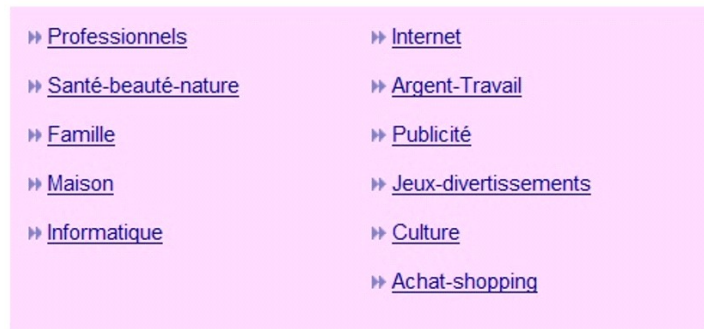 Professionnels
Santé-beauté-nature
Famille
Maison
Informatique
Internet
Argent-Travail
Publicité
Jeux-divertissements
Culture
Achat-shopping